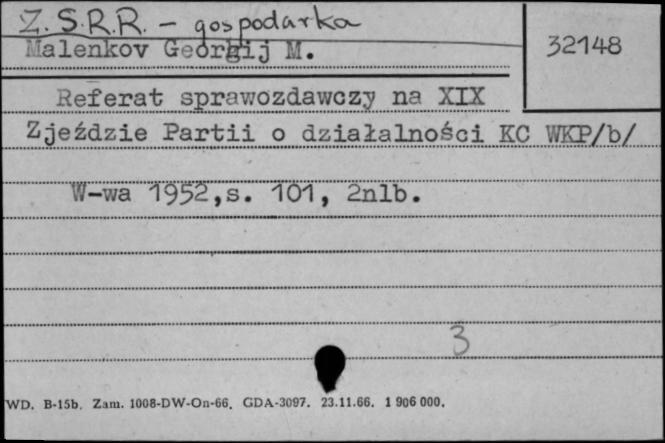 Z.S.R.R. - gospodarka
Malenkov Georgij M.
32148
Referat sprawozdawczy na XIX
Zjeździe Partii o działalności KC WKP/b/
W-wa 1952,s. 101, 2nlb.
3
WD. B-15b. Zam. 1008-DW-On-66. GDA-3097. 23.11.66. 1 906 000.